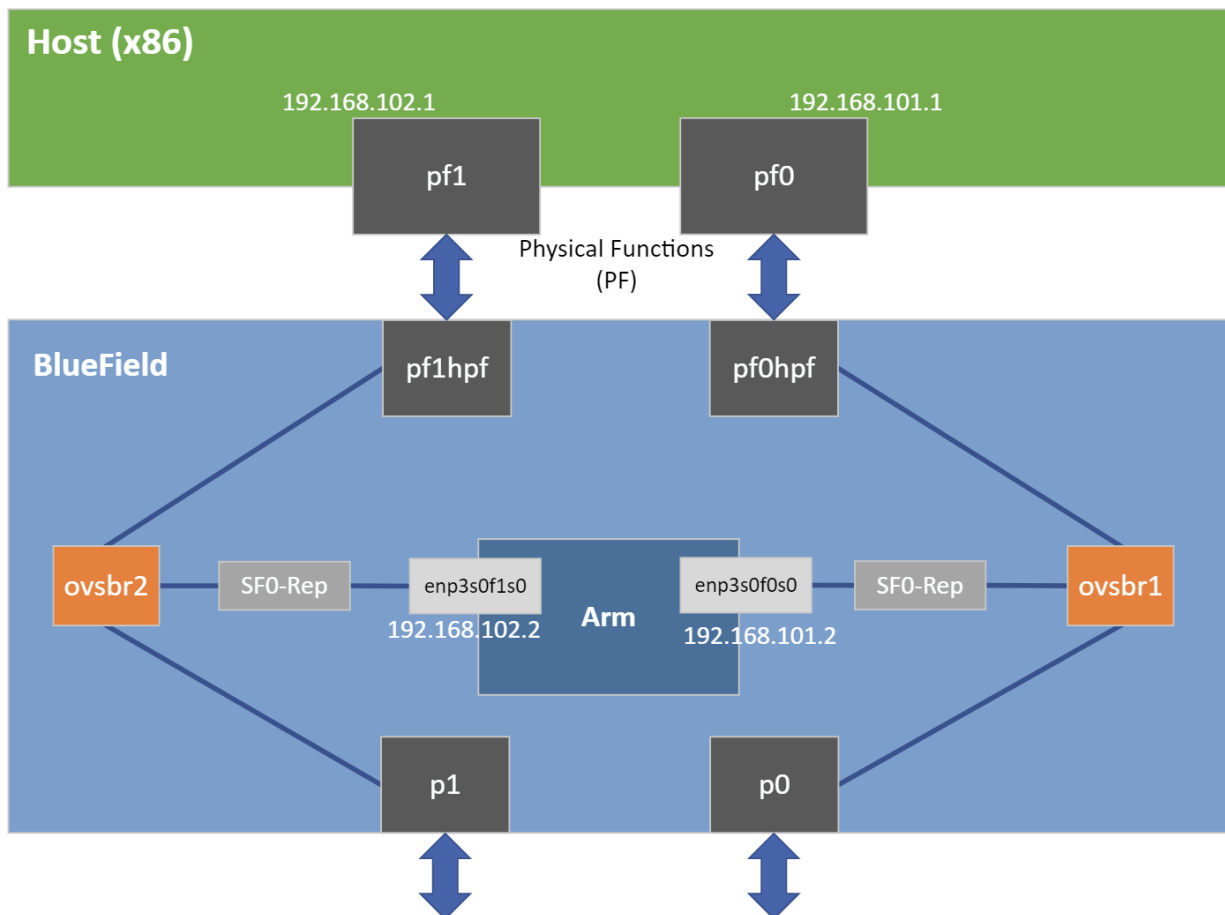 Host (x86)
192.168.102.1
192.168.101.1
pf1
pf0
Physical Functions
(PF)
BlueField
pf1hpf
pf0hpf
ovsbr2
SF0-Rep
enp3s0f1s0
192.168.102.2
Arm
enp3s0f0s0
192.168.101.2
SF0-Rep
ovsbr1
p1
p0